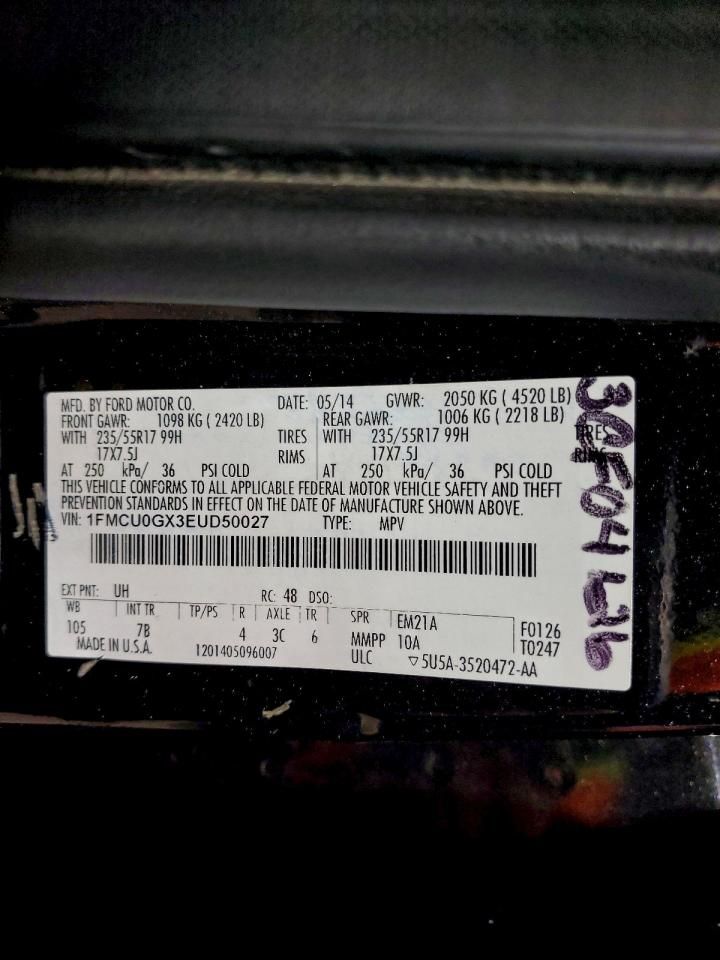 MFD. BY FORD MOTOR CO. DATE: 05/14 GVWR: 2050 KG ( 4520 LB)
FRONT GAWR: 1098 KG ( 2420 LB) REAR GAWR: 1006 KG ( 2218 LB)
WITH 235/55R17 99H TIRES WITH 235/55R17 99H TIRES
17X7.5J RIMS 17X7.5J RIMS
AT 250 kPa/ 36 PSI COLD AT 250 kPa/ 36 PSI COLD
THIS VEHICLE CONFORMS TO ALL APPLICABLE FEDERAL MOTOR VEHICLE SAFETY AND THEFT
PREVENTION STANDARDS IN EFFECT ON THE DATE OF MANUFACTURE SHOWN ABOVE.
VIN: 1FMCU0GX3EUD50027 TYPE: MPV
EXT PNT: UH RC: 48 DSO:
WB INT TR TP/PS R AXLE TR SPR EM21A F0126
105 7B 4 3C 6 MMPP 10A T0247
MADE IN U.S.A. 1201405096007 ULC ▽5U5A-3520472-AA